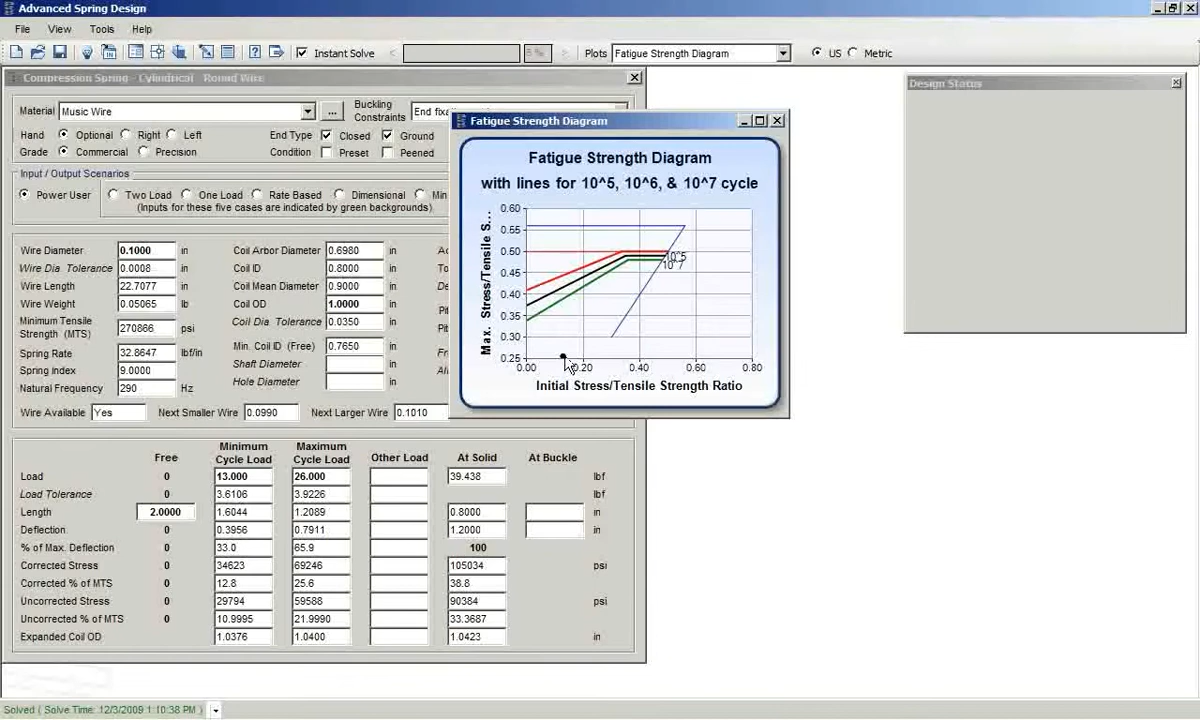 Advanced Spring Design
File View Tools Help
Instant Solve < % > Plots Fatigue Strength Diagram US Metric
Compression Spring - Cylindrical Round Wire
Design Status
Material Music Wire ... Buckling Constraints
Hand Optional Right Left End Type Closed Ground
Grade Commercial Precision Condition Preset Peened
Input / Output Scenarios
Power User Two Load One Load Rate Based Dimensional Min
(Inputs for these five cases are indicated by green backgrounds).
Wire Diameter 0.1000 in Coil Arbor Diameter 0.6980 in
Wire Dia Tolerance 0.0008 in Coil ID 0.8000 in
Wire Length 22.7077 in Coil Mean Diameter 0.9000 in
Wire Weight 0.05065 lb Coil OD 1.0000 in
Minimum Tensile Strength (MTS) 270866 psi Coil Dia Tolerance 0.0350 in
Spring Rate 32.8647 lbf/in Min. Coil ID (Free) 0.7650 in
Spring index 9.0000 Shaft Diameter in
Natural Frequency 290 Hz Hole Diameter in
Wire Available Yes Next Smaller Wire 0.0990 Next Larger Wire 0.1010
Fatigue Strength Diagram
Fatigue Strength Diagram
with lines for 10^5, 10^6, & 10^7 cycle
Max. Stress/Tensile S...
0.60
0.55
0.50
0.45
0.40
0.35
0.30
0.25
10^5
0.00 0.20 0.40 0.60 0.80
Initial Stress/Tensile Strength Ratio
Free Minimum Cycle Load Maximum Cycle Load Other Load At Solid At Buckle
Load 0 13.000 26.000 39.438 lbf
Load Tolerance 0 3.6106 3.9226 lbf
Length 2.0000 1.6044 1.2089 0.8000 in
Deflection 0 0.3956 0.7911 1.2000 in
% of Max. Deflection 0 33.0 65.9 100
Corrected Stress 0 34623 69246 105034 psi
Corrected % of MTS 0 12.8 25.6 38.8
Uncorrected Stress 0 29794 59588 90384 psi
Uncorrected % of MTS 0 10.9995 21.9990 33.3687
Expanded Coil OD 1.0376 1.0400 1.0423 in
Solved ( Solve Time: 12/3/2009 1:10:38 PM )